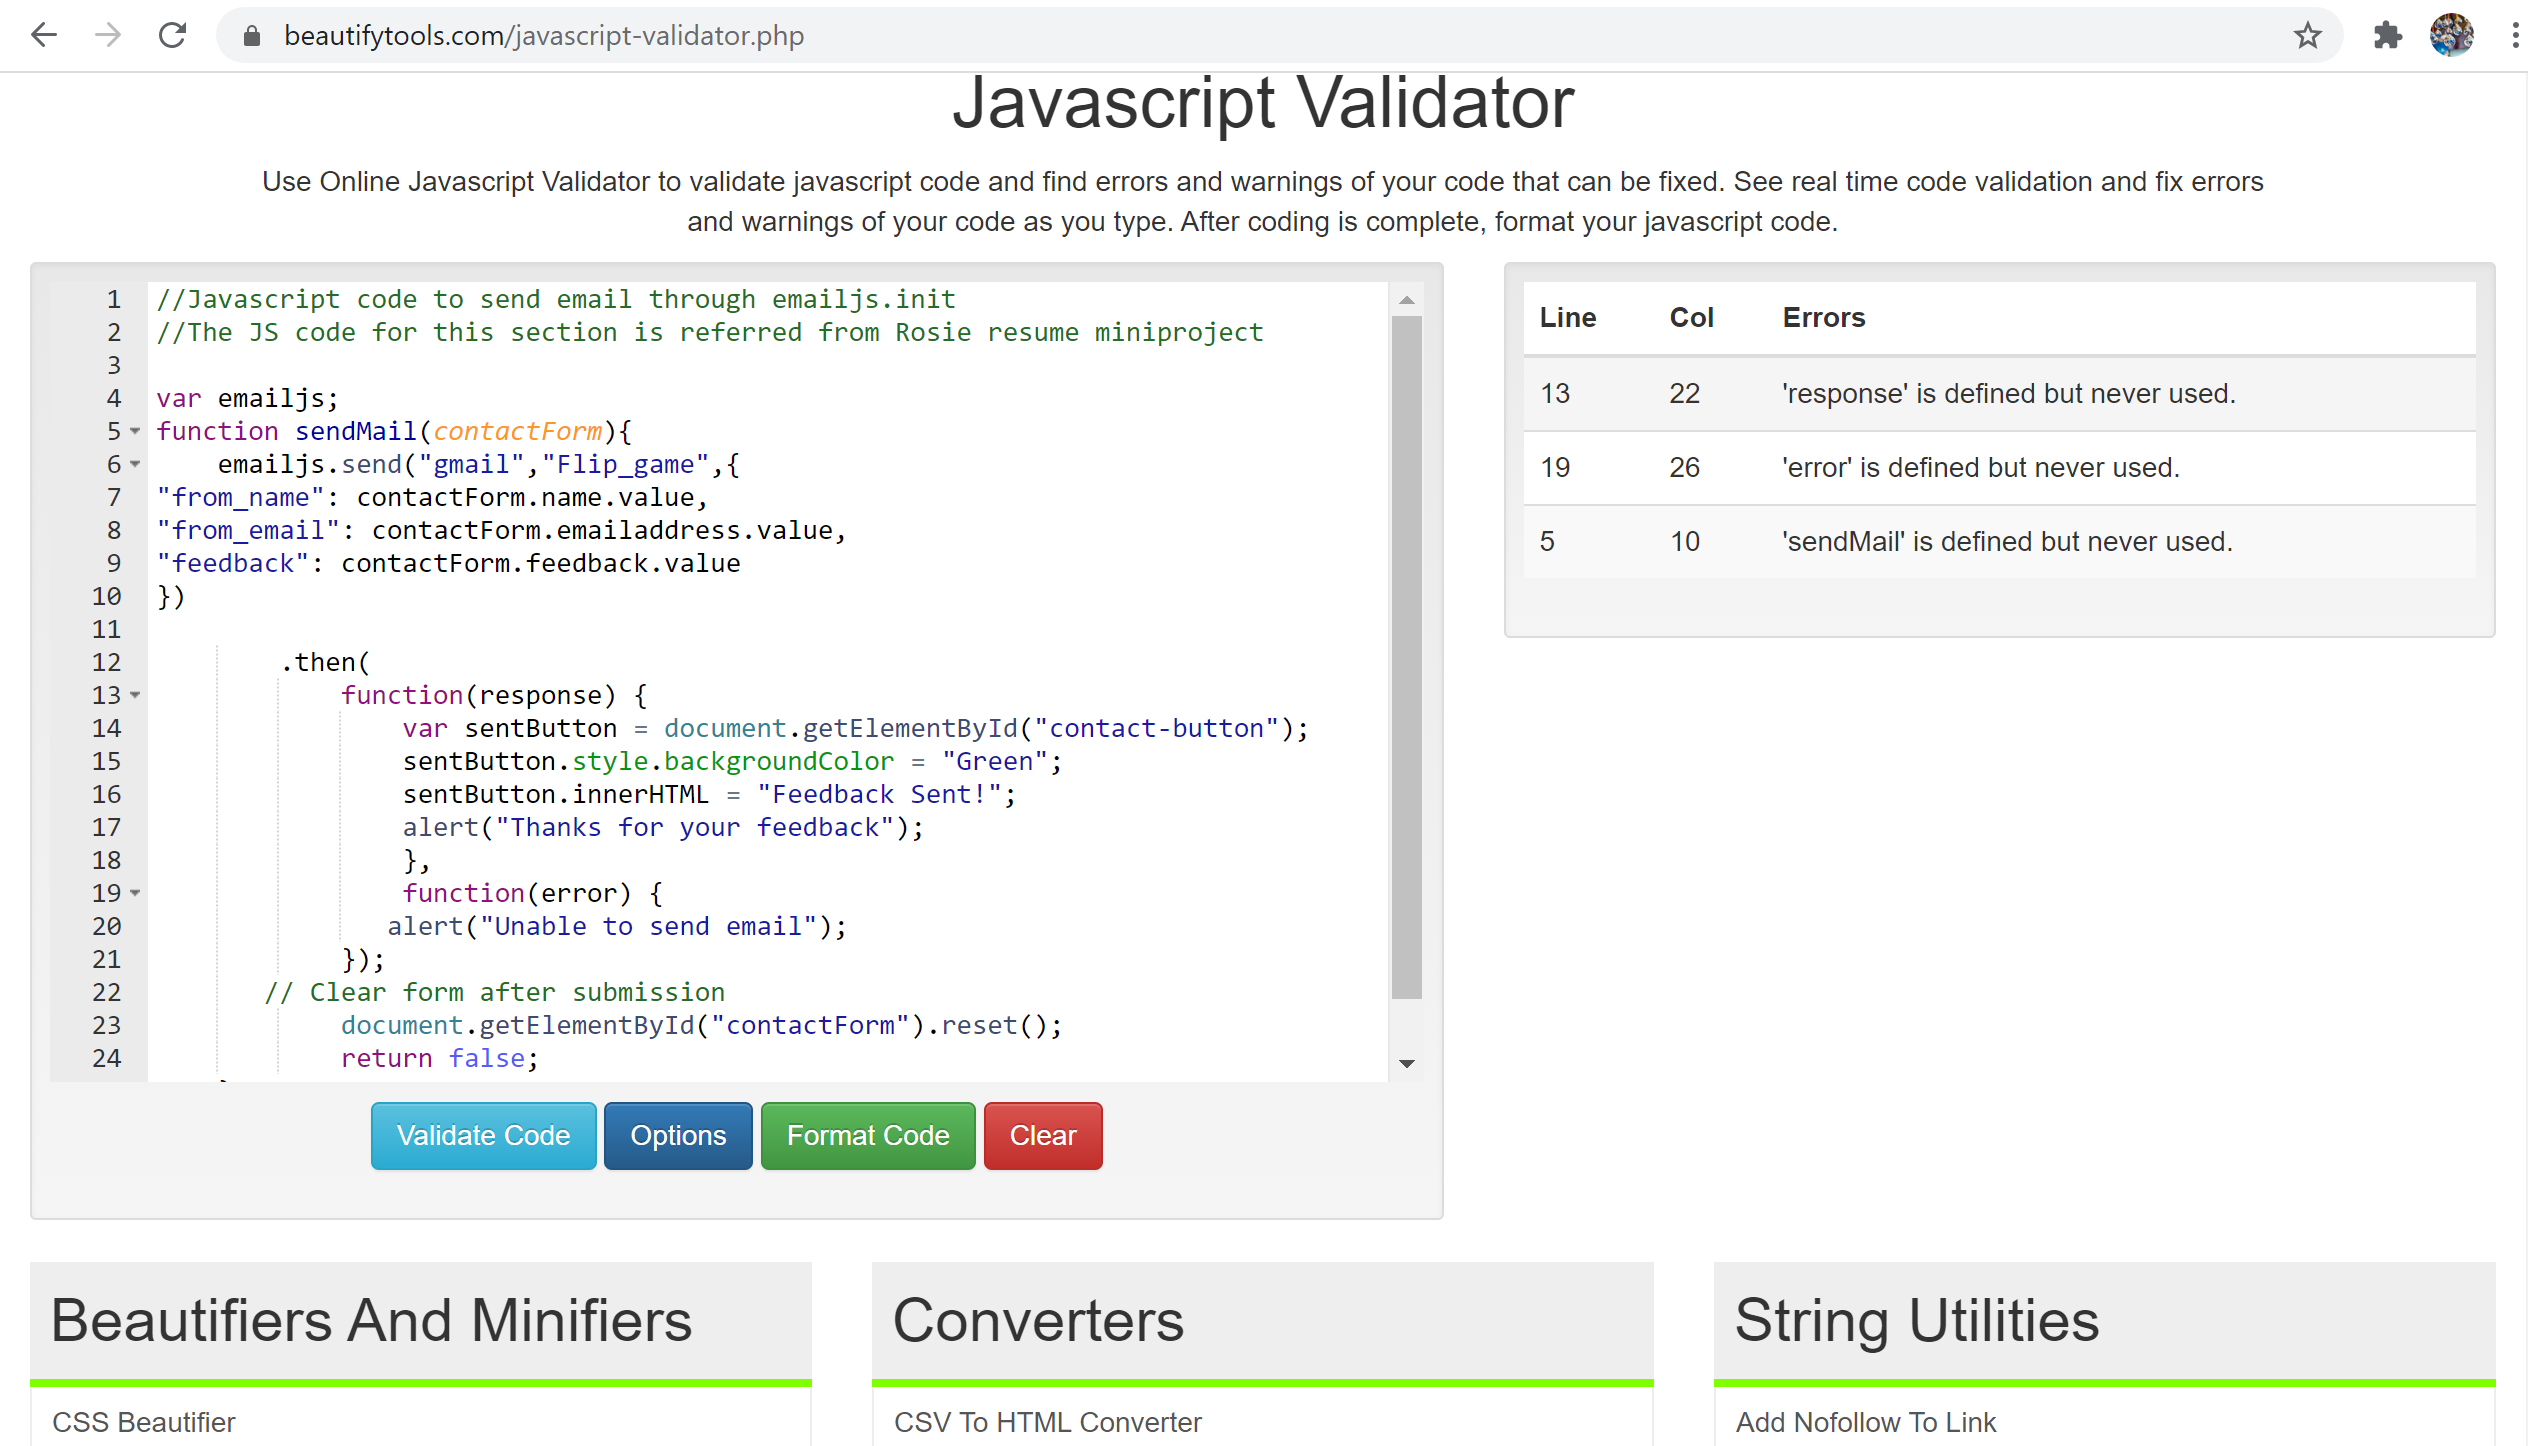 beautifytools.com/javascript-validator.php
Javascript Validator
Use Online Javascript Validator to validate javascript code and find errors and warnings of your code that can be fixed. See real time code validation and fix errors
and warnings of your code as you type. After coding is complete, format your javascript code.
1 //Javascript code to send email through emailjs.init
2 //The JS code for this section is referred from Rosie resume miniproject
3
4 var emailjs;
5 function sendMail(contactForm){
6     emailjs.send("gmail","Flip_game",{
7 "from_name": contactForm.name.value,
8 "from_email": contactForm.emailaddress.value,
9 "feedback": contactForm.feedback.value
10 })
11
12         .then(
13             function(response) {
14                 var sentButton = document.getElementById("contact-button");
15                 sentButton.style.backgroundColor = "Green";
16                 sentButton.innerHTML = "Feedback Sent!";
17                 alert("Thanks for your feedback");
18                 },
19                 function(error) {
20                alert("Unable to send email");
21             });
22        // Clear form after submission
23             document.getElementById("contactForm").reset();
24             return false;
Validate Code Options Format Code Clear
Line Col Errors
13 22 'response' is defined but never used.
19 26 'error' is defined but never used.
5 10 'sendMail' is defined but never used.
Beautifiers And Minifiers
CSS Beautifier
Converters
CSV To HTML Converter
String Utilities
Add Nofollow To Link